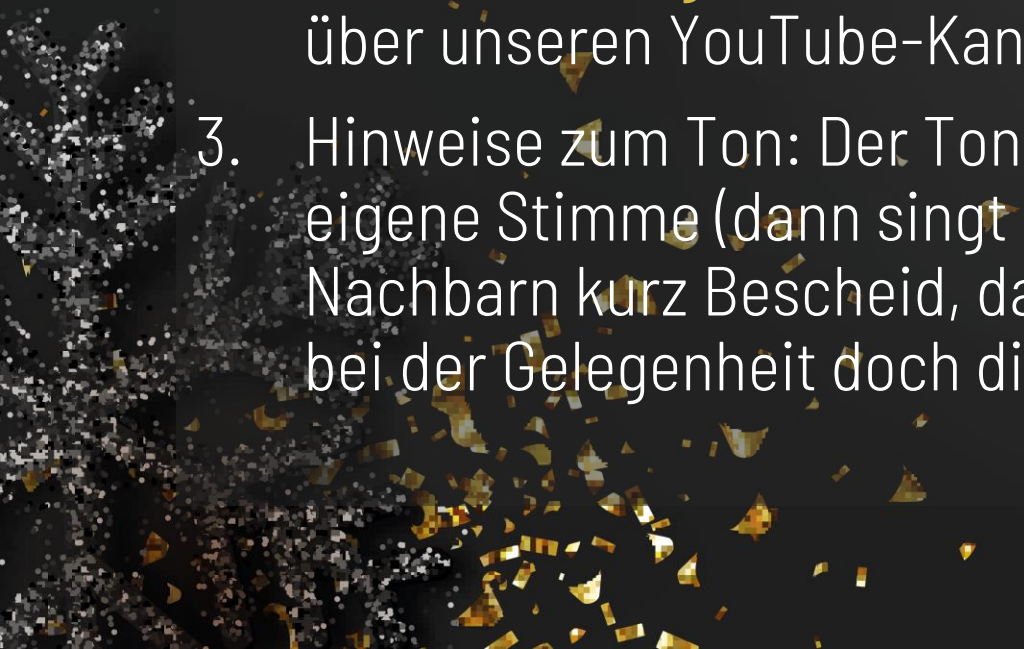 über unseren YouTube-Kan
3. Hinweise zum Ton: Der Ton
eigene Stimme (dann singt
Nachbarn kurz Bescheid, da
bei der Gelegenheit doch di